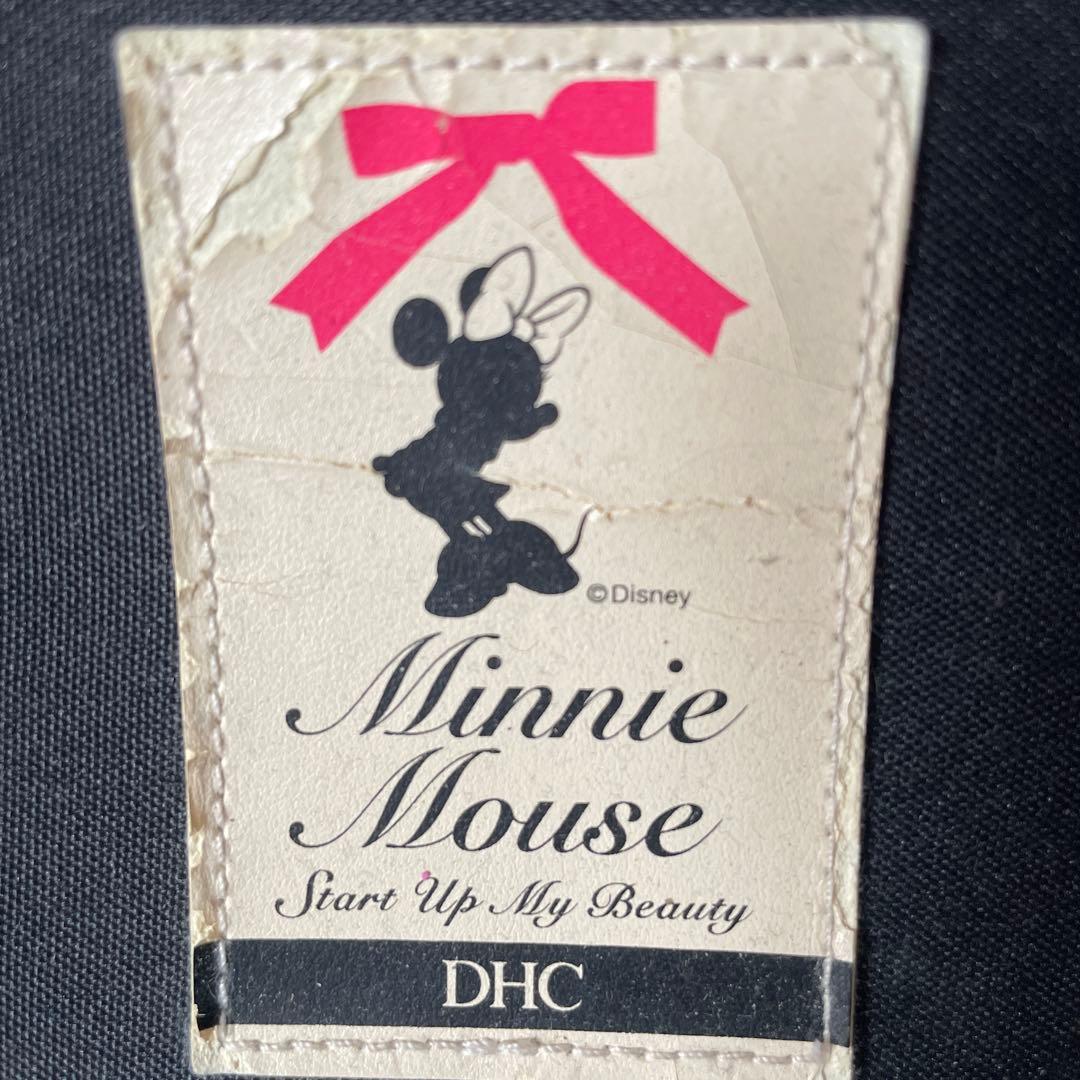 ©Disney
Minnie
Mouse
Start Up My Beauty
DHC